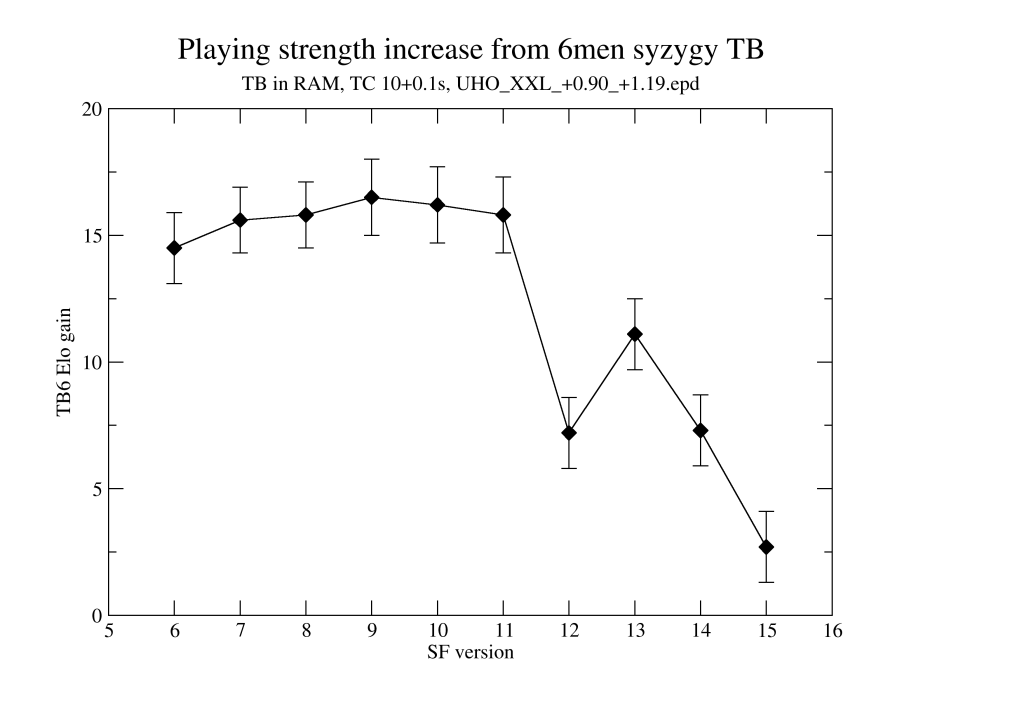 Playing strength increase from 6men syzygy TB
TB in RAM, TC 10+0.1s, UHO_XXL_+0.90_+1.19.epd
20
15
10
5
0
TB6 Elo gain
5 6 7 8 9 10 11 12 13 14 15 16
SF version